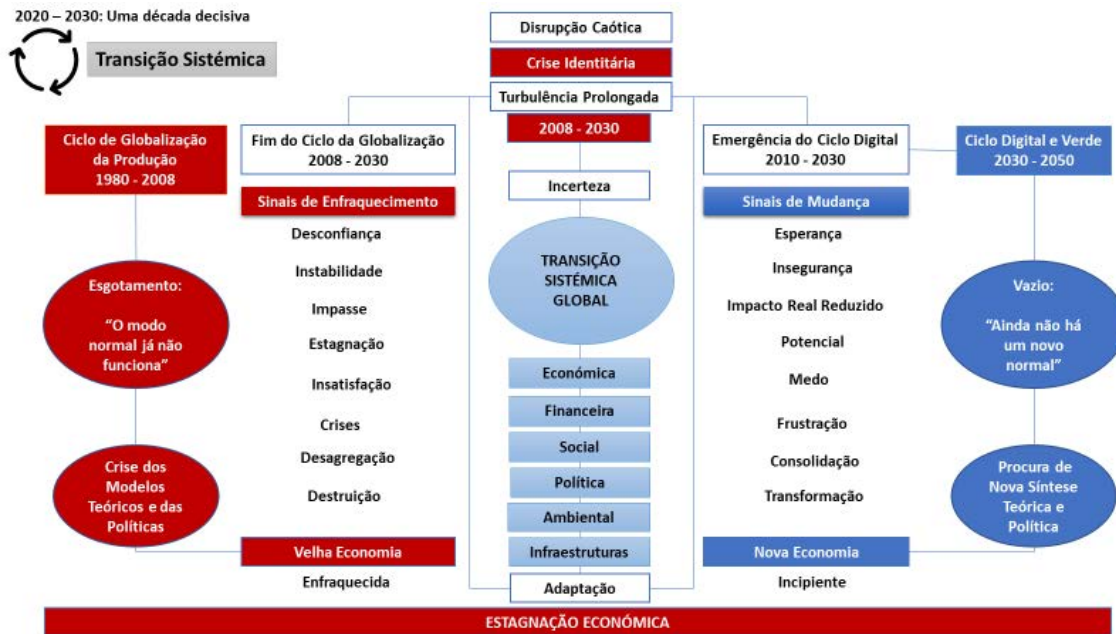 2020 – 2030: Uma década decisiva
Transição Sistémica
Disrupção Caótica
Crise Identitária
Turbulência Prolongada
2008 - 2030
Incerteza
Ciclo de Globalização
da Produção
1980 - 2008
Esgotamento:
“O modo
normal já não
funciona”
Crise dos
Modelos
Teóricos e das
Políticas
Fim do Ciclo da Globalização
2008 - 2030
Sinais de Enfraquecimento
Desconfiança
Instabilidade
Impasse
Estagnação
Insatisfação
Crises
Desagregação
Destruição
Velha Economia
Enfraquecida
TRANSIÇÃO
SISTÉMICA
GLOBAL
Económica
Financeira
Social
Política
Ambiental
Infraestruturas
Adaptação
Emergência do Ciclo Digital
2010 - 2030
Sinais de Mudança
Esperança
Insegurança
Impacto Real Reduzido
Potencial
Medo
Frustração
Consolidação
Transformação
Nova Economia
Incipiente
Ciclo Digital e Verde
2030 - 2050
Vazio:
“Ainda não há
um novo
normal”
Procura de
Nova Síntese
Teórica e
Política
ESTAGNAÇÃO ECONÓMICA